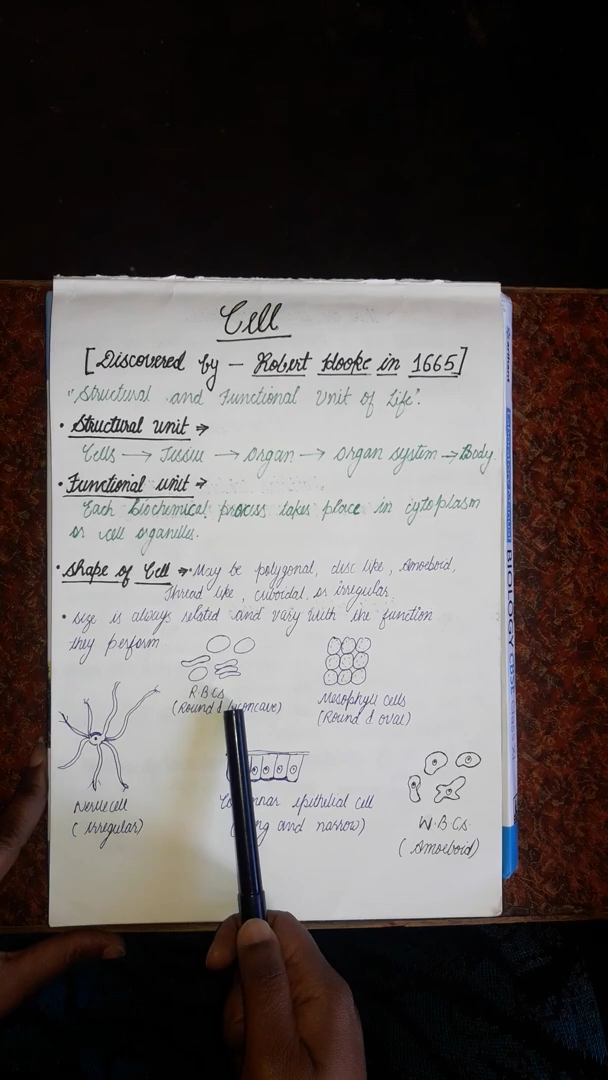 Cell
[Discovered by - Robert Hooke in 1665]
"Structural and Functional Unit of Life".
• Structural unit →
Cells → Tissue → Organ → Organ system → Body.
• Functional unit →
Each biochemical process takes place in cytoplasm
or cell organelles.
• Shape of Cell → • May be polygonal, disc like, Amoeboid,
Thread like, cuboidal, or irregular.
• Size is always related and vary with the function
they perform
R.B.Cs.
(Round &
Mesophyll cells
(Round & oval)
Nerve cell
(irregular)
epithelial cell
and narrow)
W.B.Cs.
(Amoeboid)
BIOLOGY CBSE